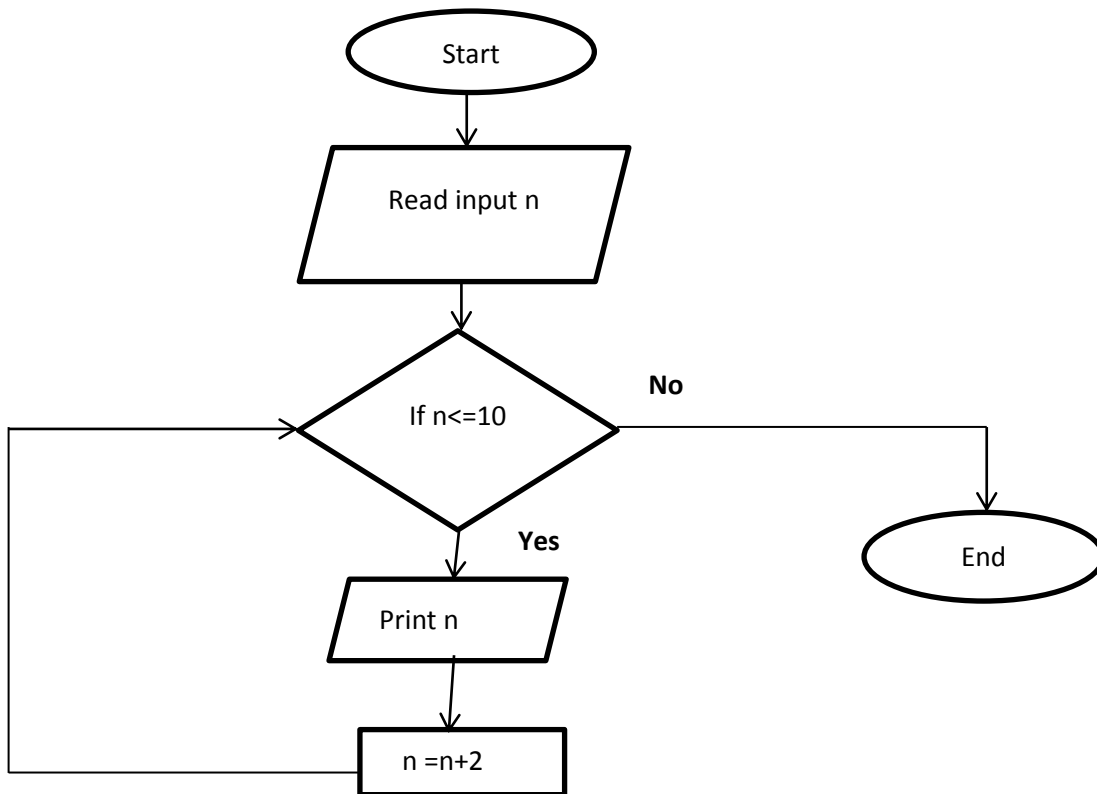 Start
Read input n
If n<=10
No
Yes
End
Print n
n =n+2